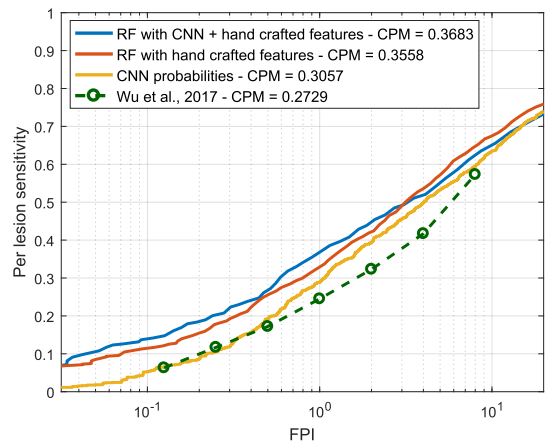 1
0.9
0.8
0.7
0.6
0.5
0.4
0.3
0.2
0.1
0
Per lesion sensitivity
RF with CNN + hand crafted features - CPM = 0.3683
RF with hand crafted features - CPM = 0.3558
CNN probabilities - CPM = 0.3057
Wu et al., 2017 - CPM = 0.2729
10⁻¹ 10⁰ 10¹
FPI